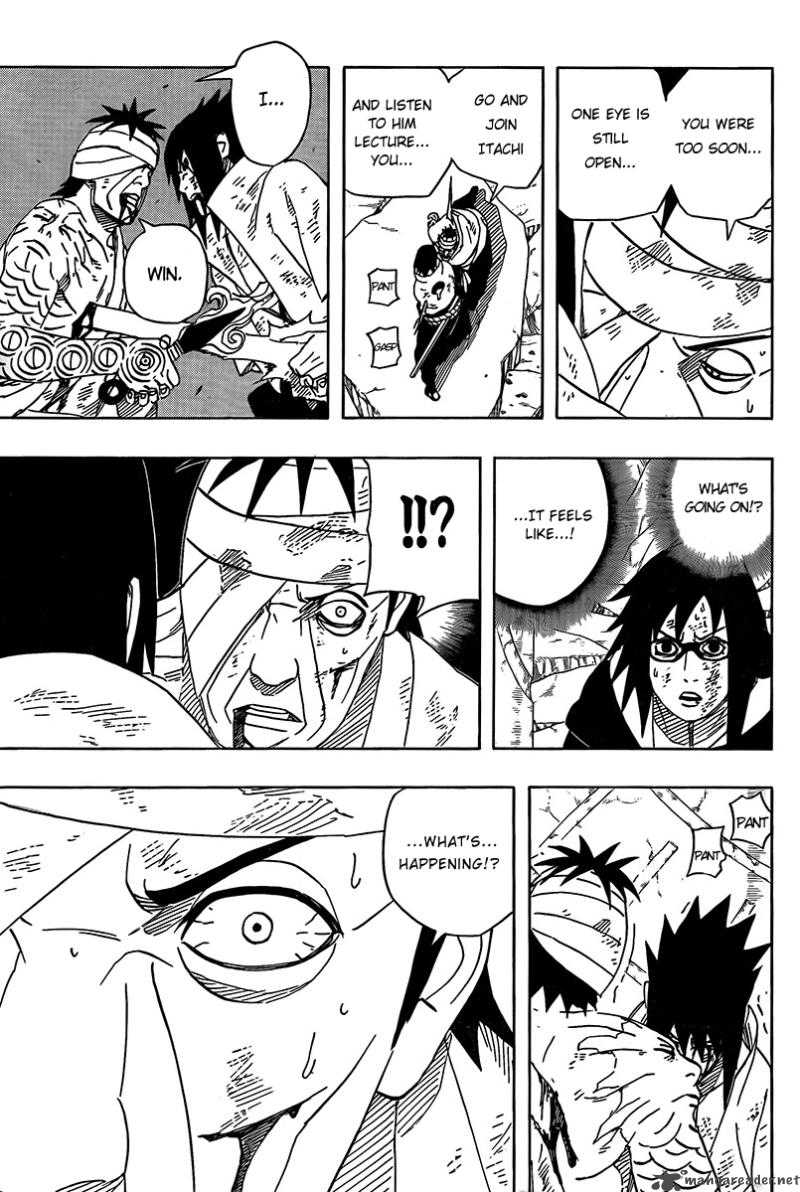 YOU WERE
TOO SOON...
ONE EYE IS
STILL
OPEN...
GO AND
JOIN
ITACHI
AND LISTEN
TO HIM
LECTURE...
YOU...
PANT
GASP
I...
WIN.
WHAT'S
GOING ON!?
...IT FEELS
LIKE...!
!!?
PANT
PANT
...WHAT'S...
HAPPENING!?
mangareader.net